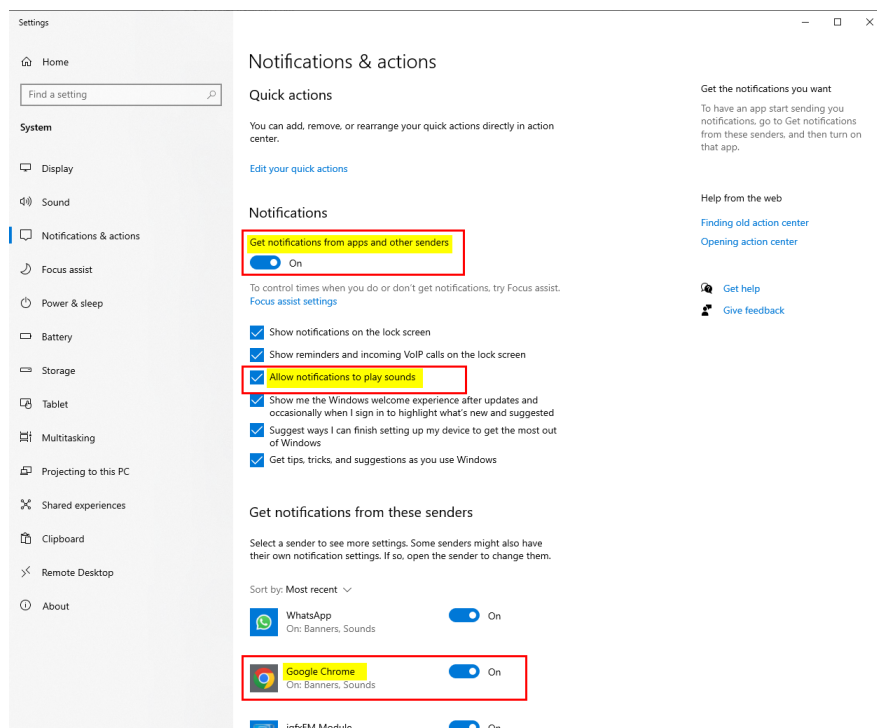 Settings
Home
Find a setting
System
Display
Sound
Notifications & actions
Focus assist
Power & sleep
Battery
Storage
Tablet
Multitasking
Projecting to this PC
Shared experiences
Clipboard
Remote Desktop
About
Notifications & actions
Quick actions
You can add, remove, or rearrange your quick actions directly in action
center.
Edit your quick actions
Notifications
Get notifications from apps and other senders
On
To control times when you do or don't get notifications, try Focus assist.
Focus assist settings
Show notifications on the lock screen
Show reminders and incoming VoIP calls on the lock screen
Allow notifications to play sounds
Show me the Windows welcome experience after updates and
occasionally when I sign in to highlight what's new and suggested
Suggest ways I can finish setting up my device to get the most out
of Windows
Get tips, tricks, and suggestions as you use Windows
Get notifications from these senders
Select a sender to see more settings. Some senders might also have
their own notification settings. If so, open the sender to change them.
Sort by: Most recent
WhatsApp
On
On: Banners, Sounds
Google Chrome
On
On: Banners, Sounds
igfxEM Module
On
Get the notifications you want
To have an app start sending you
notifications, go to Get notifications
from these senders, and then turn on
that app.
Help from the web
Finding old action center
Opening action center
Get help
Give feedback